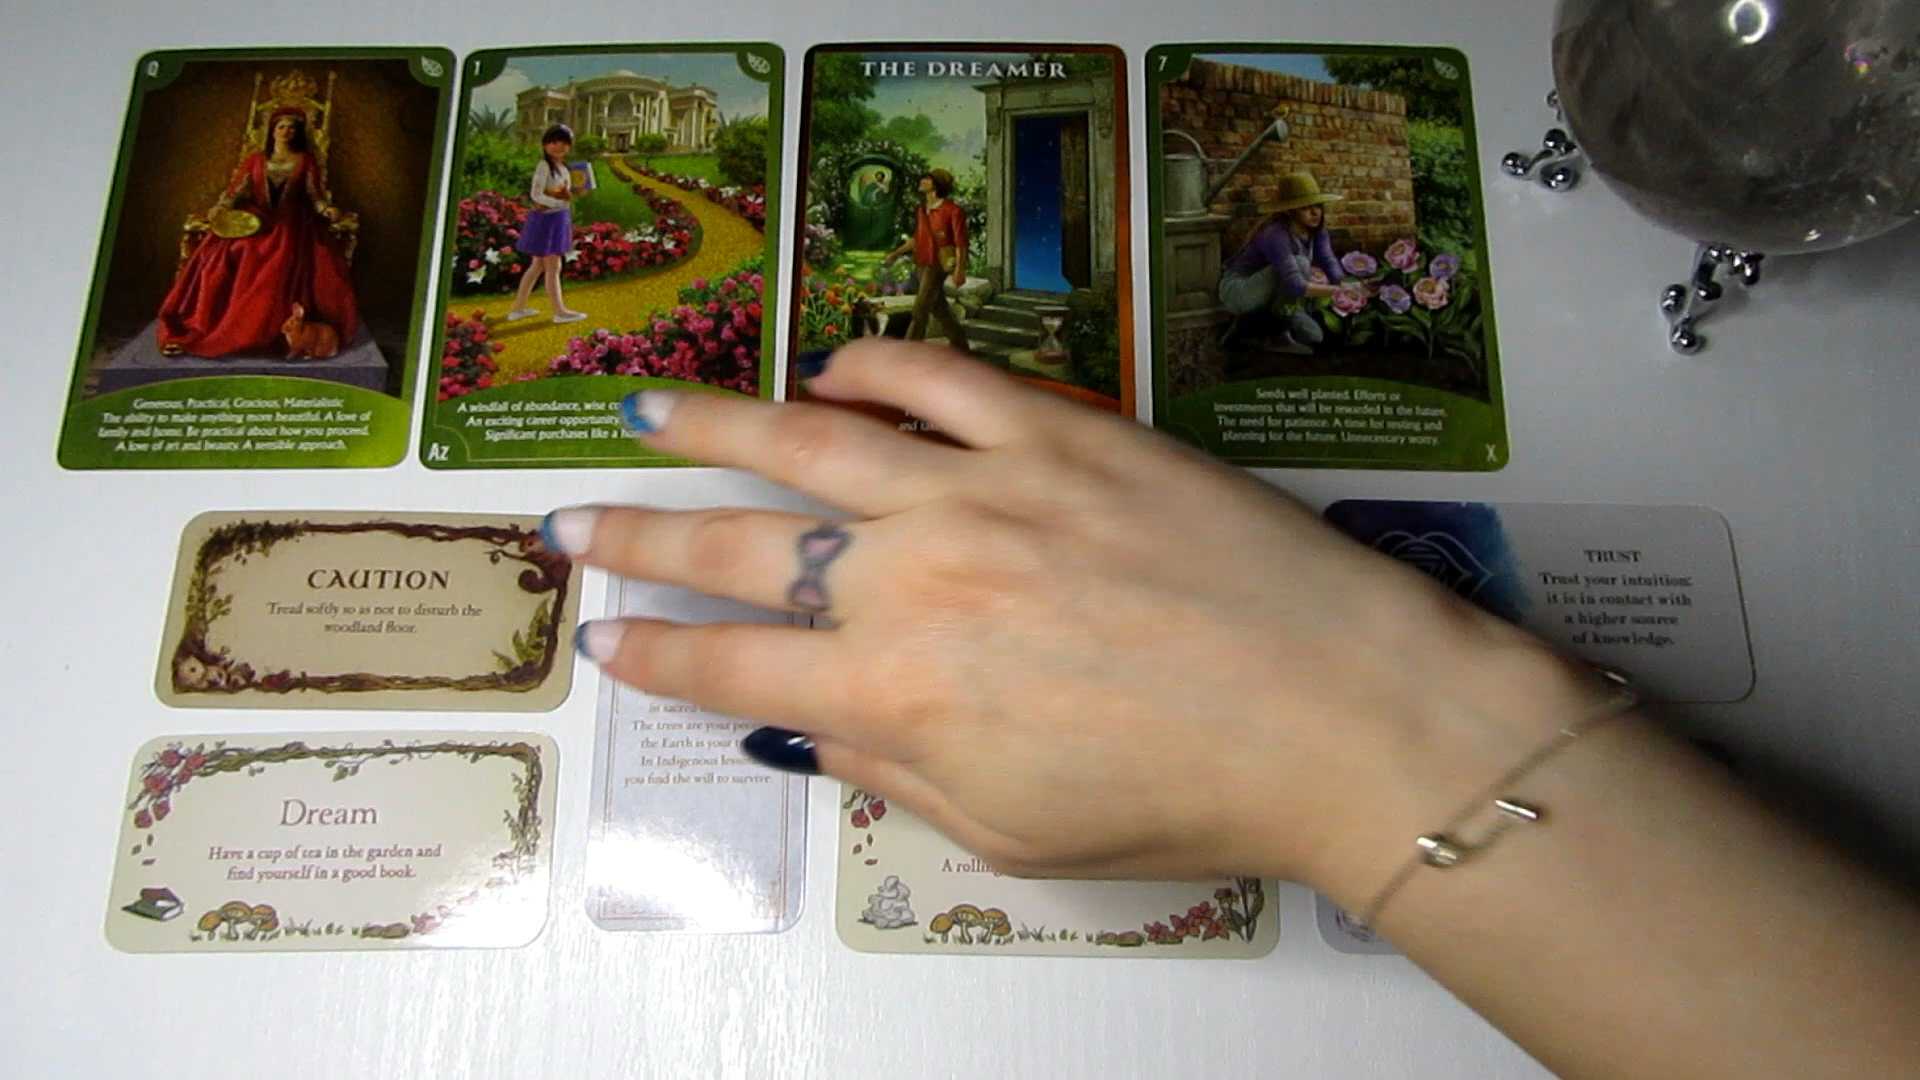 Q
Generous, Practical, Gracious, Materialistic
The ability to make anything more beautiful. A love of
family and home. Be practical about how you proceed.
A love of art and beauty. A sensible approach.
1
A windfall of abundance, wise
An exciting career opportunity.
Significant purchases like a
Az
THE DREAMER
and
7
Seeds well planted. Efforts or
investments that will be rewarded in the future.
The need for patience. A time for resting and
planning for the future. Unnecessary worry.
X
CAUTION
Tread softly so as not to disturb the
woodland floor.
TRUST
Trust your intuition:
it is in contact with
a higher source
of knowledge.
in sacred
The trees are your
the Earth is your
In Indigenous
you find the will to survive
Dream
Have a cup of tea in the garden and
find yourself in a good book.
A